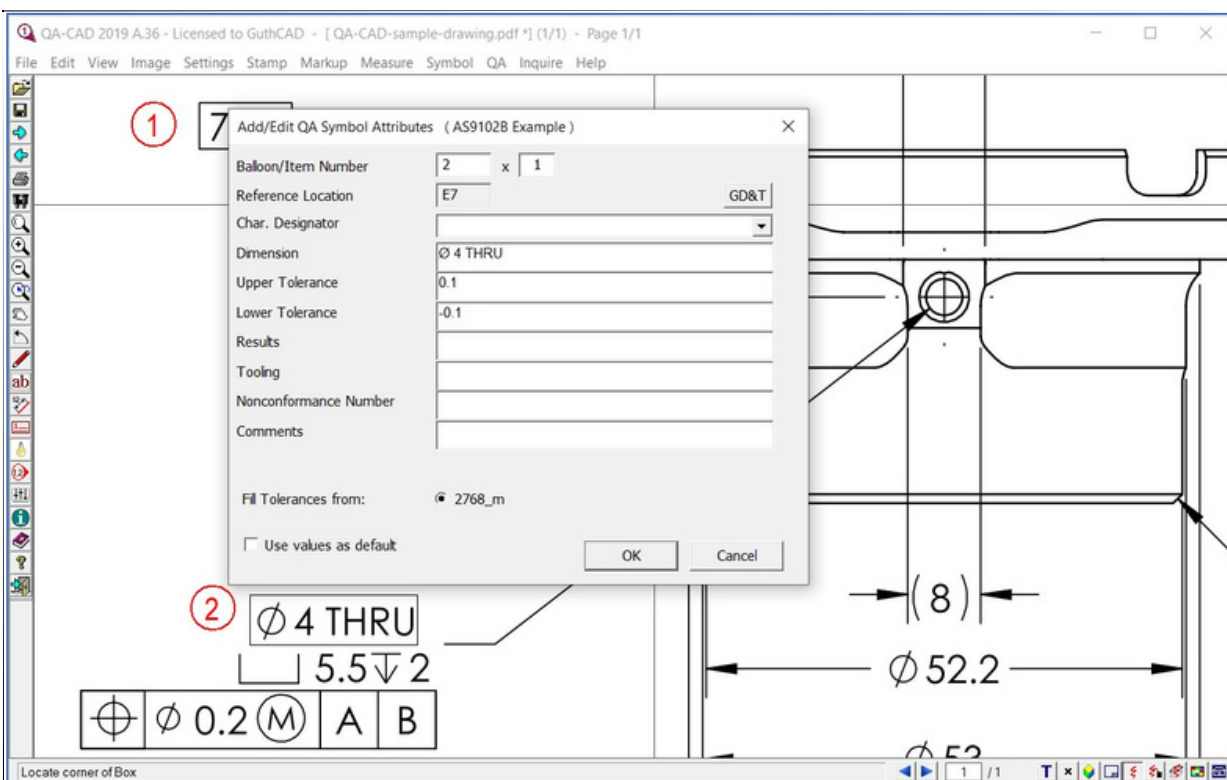 QA-CAD 2019 A.36 - Licensed to GuthCAD - [ QA-CAD-sample-drawing.pdf *] (1/1) - Page 1/1
File Edit View Image Settings Stamp Markup Measure Symbol QA Inquire Help
1 7
Add/Edit QA Symbol Attributes ( AS9102B Example )
Balloon/Item Number 2 x 1
Reference Location E7 GD&T
Char. Designator
Dimension Ø 4 THRU
Upper Tolerance 0.1
Lower Tolerance -0.1
Results
Tooling
Nonconformance Number
Comments
Fill Tolerances from: 2768_m
Use values as default
OK Cancel
ab
12
2 Ø 4 THRU
5.5 ↧ 2
⌖ Ø 0.2 Ⓜ A B
(8)
Ø 52.2
Ø 53
Locate corner of Box
1 /1